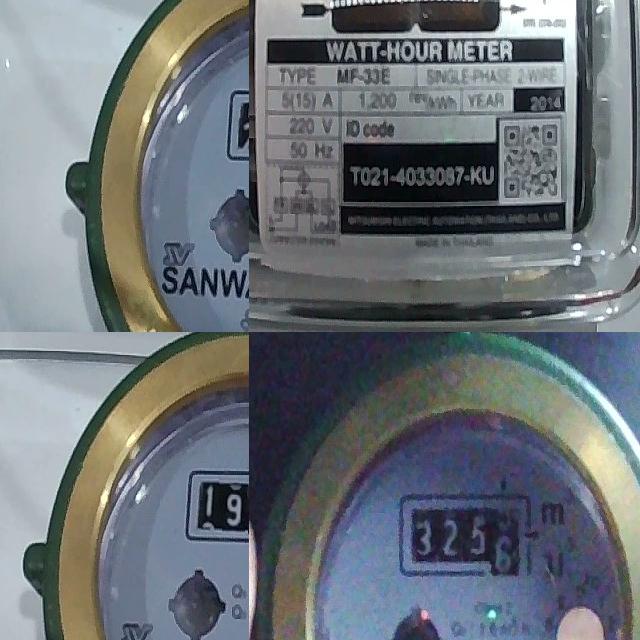 WATT-HOUR METER
TYPE MF-33E SINGLE-PHASE 2-WIRE
5(15) A 1,200 rev/kWh YEAR 2014
220 V ID code
50 Hz
T021-4033087-KU
MADE IN THAILAND
SANWA
19
3256
m